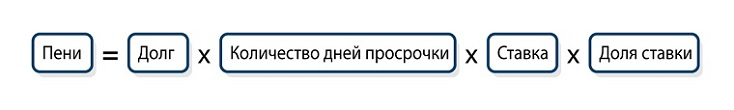 Пени = Долг x Количество дней просрочки x Ставка x Доля ставки